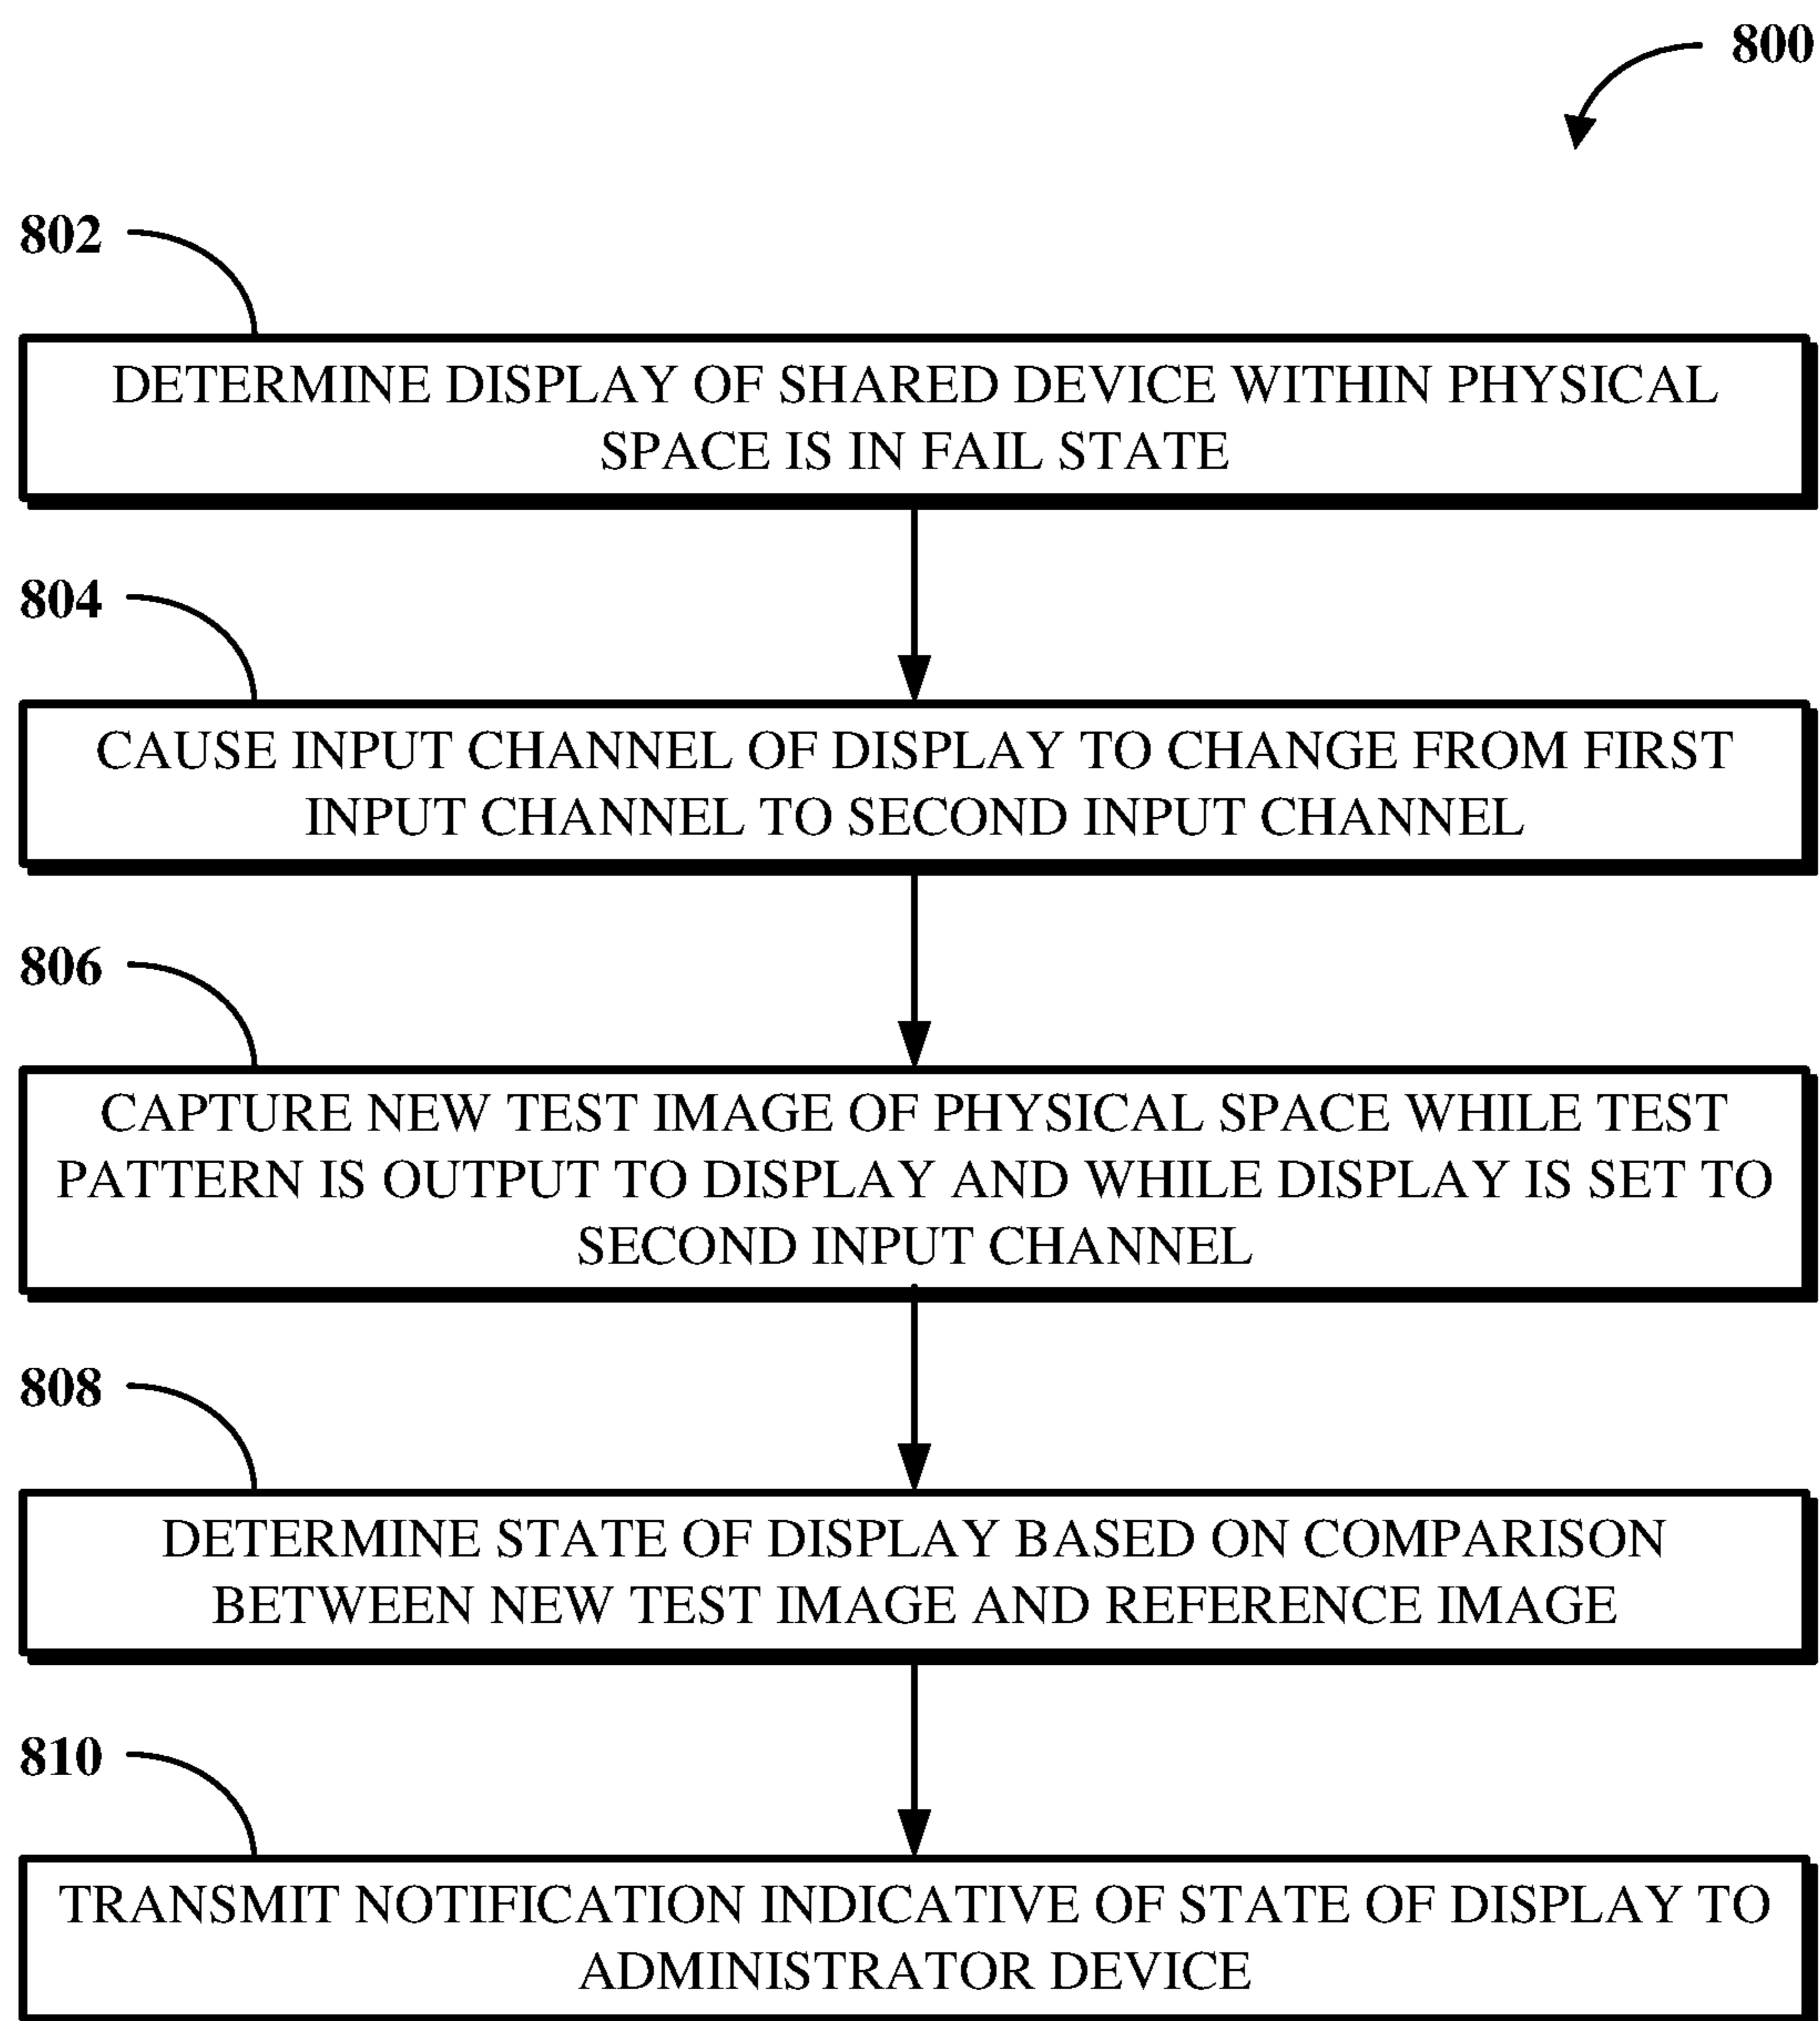 800
802
DETERMINE DISPLAY OF SHARED DEVICE WITHIN PHYSICAL
SPACE IS IN FAIL STATE
804
CAUSE INPUT CHANNEL OF DISPLAY TO CHANGE FROM FIRST
INPUT CHANNEL TO SECOND INPUT CHANNEL
806
CAPTURE NEW TEST IMAGE OF PHYSICAL SPACE WHILE TEST
PATTERN IS OUTPUT TO DISPLAY AND WHILE DISPLAY IS SET TO
SECOND INPUT CHANNEL
808
DETERMINE STATE OF DISPLAY BASED ON COMPARISON
BETWEEN NEW TEST IMAGE AND REFERENCE IMAGE
810
TRANSMIT NOTIFICATION INDICATIVE OF STATE OF DISPLAY TO
ADMINISTRATOR DEVICE